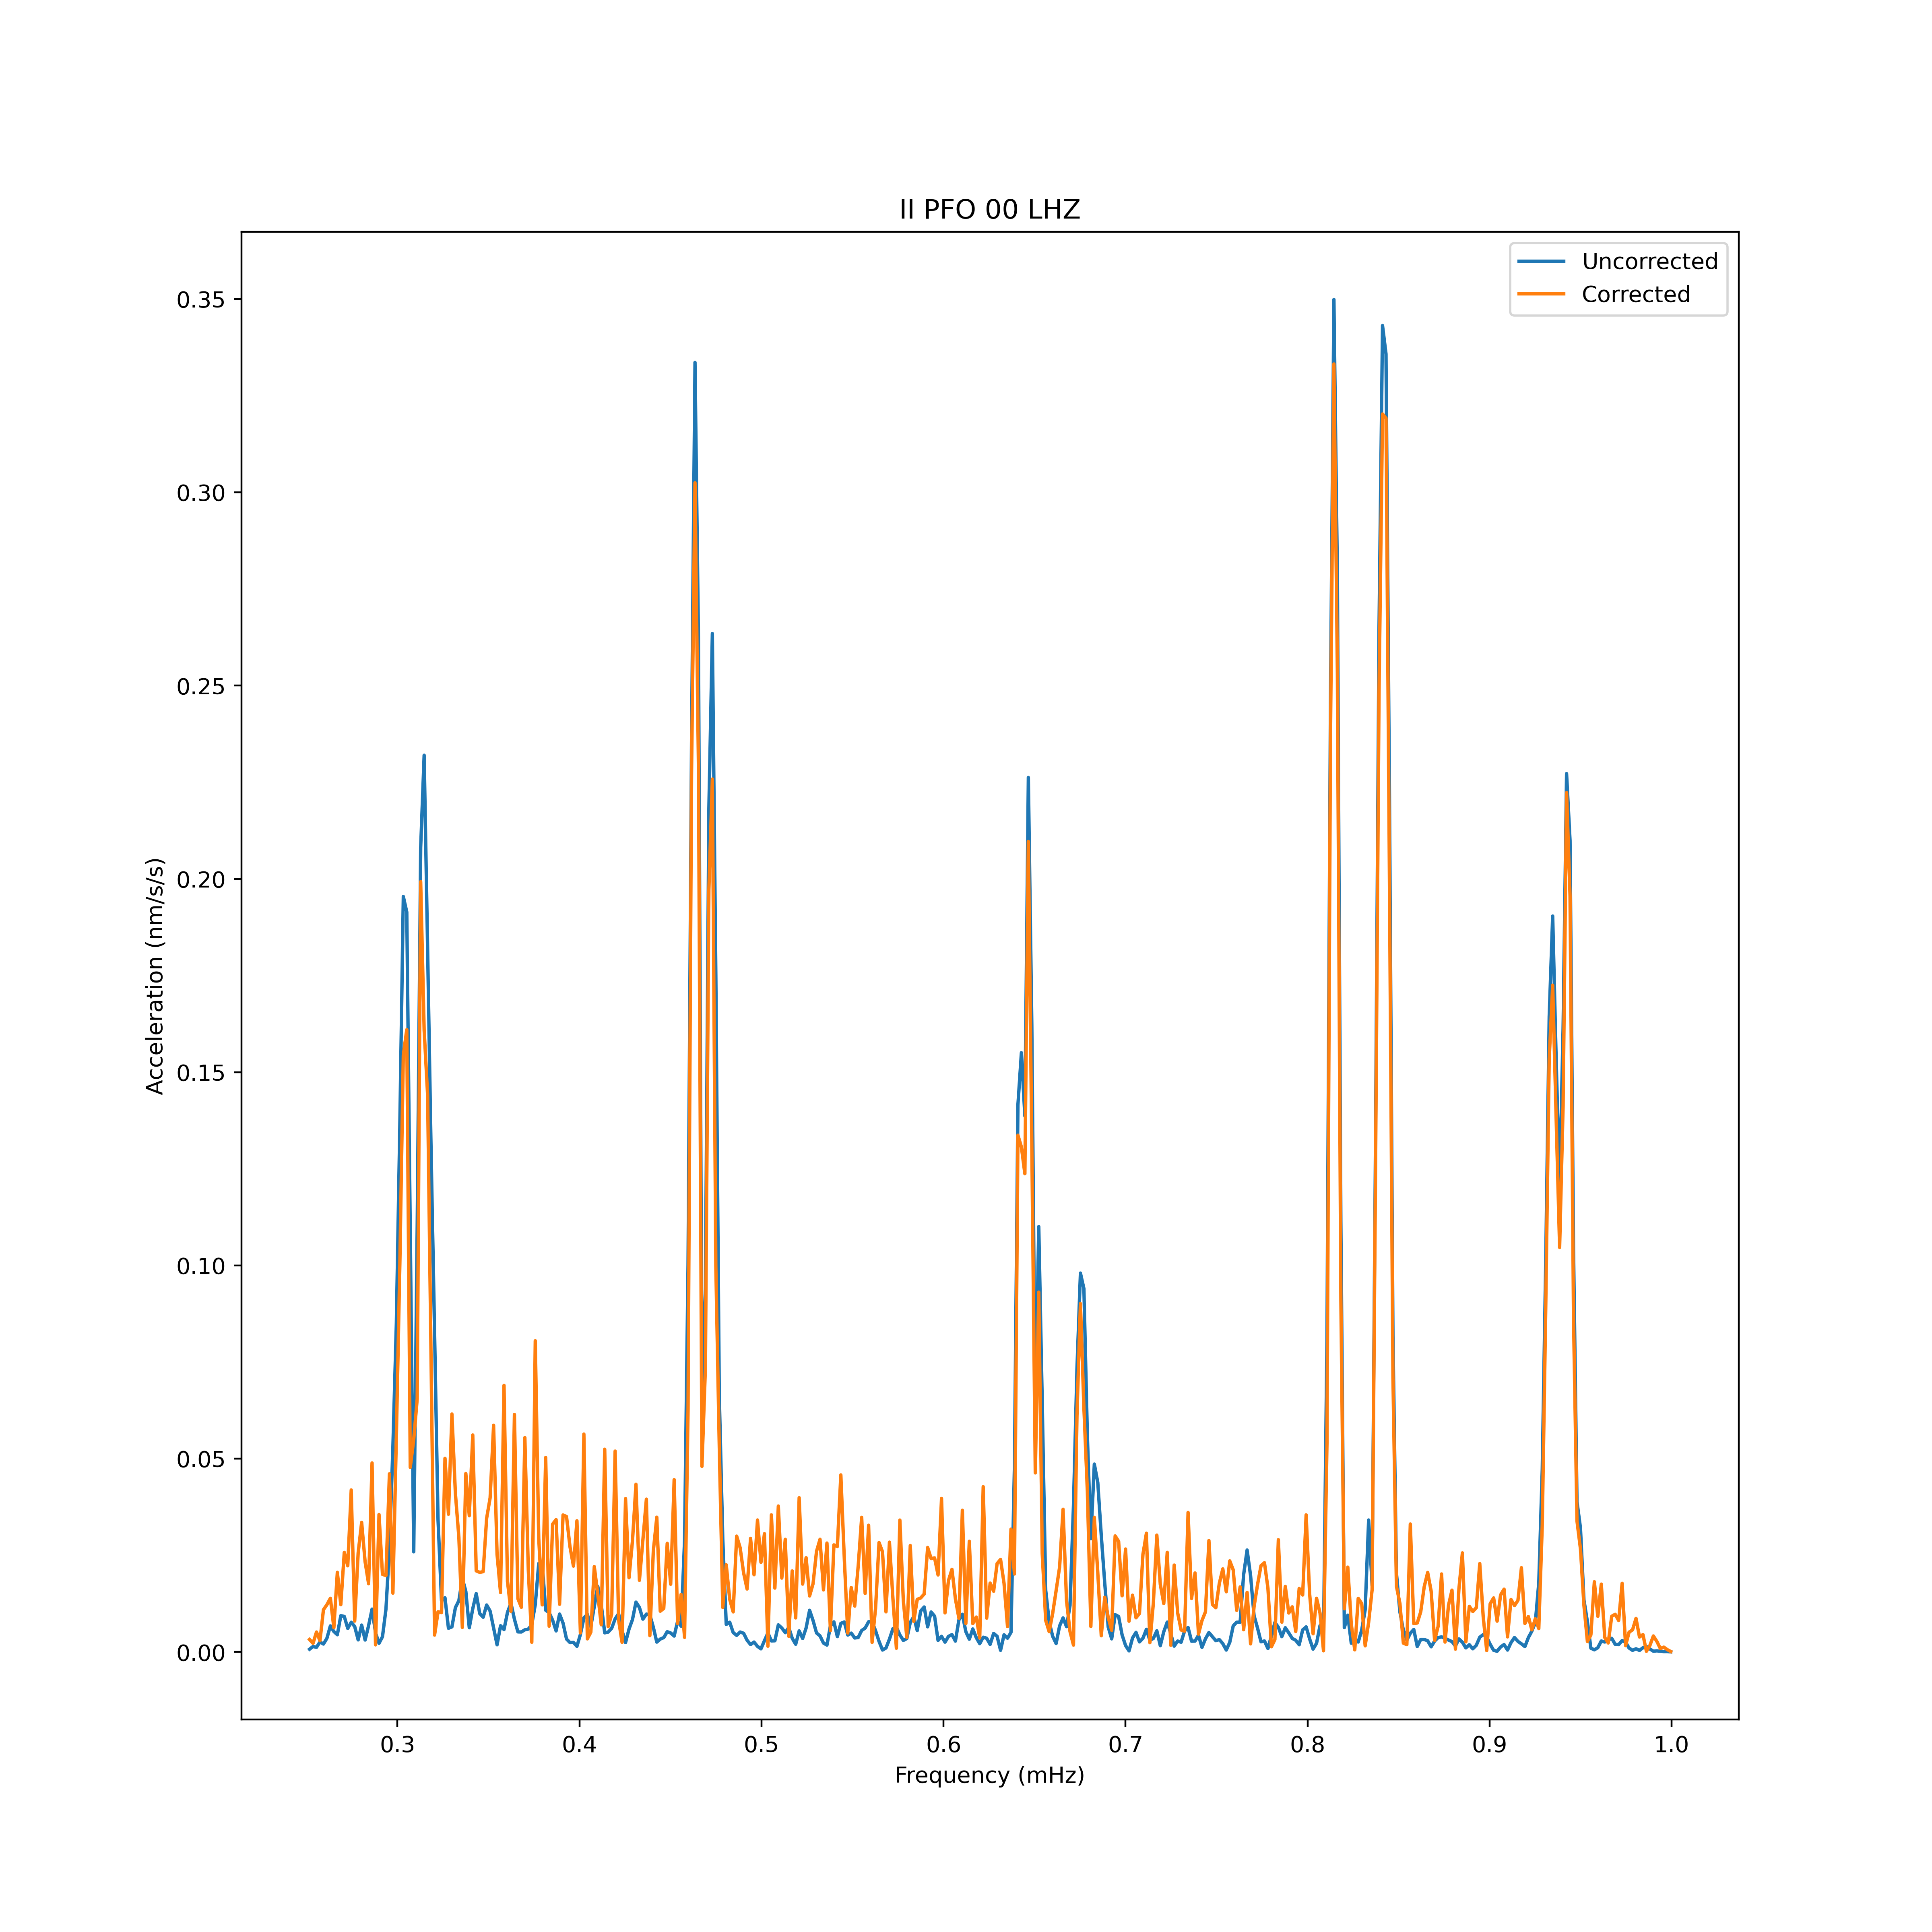 II PFO 00 LHZ
Uncorrected
Corrected
0.35
0.30
0.25
0.20
0.15
0.10
0.05
0.00
Acceleration (nm/s/s)
0.3 0.4 0.5 0.6 0.7 0.8 0.9 1.0
Frequency (mHz)